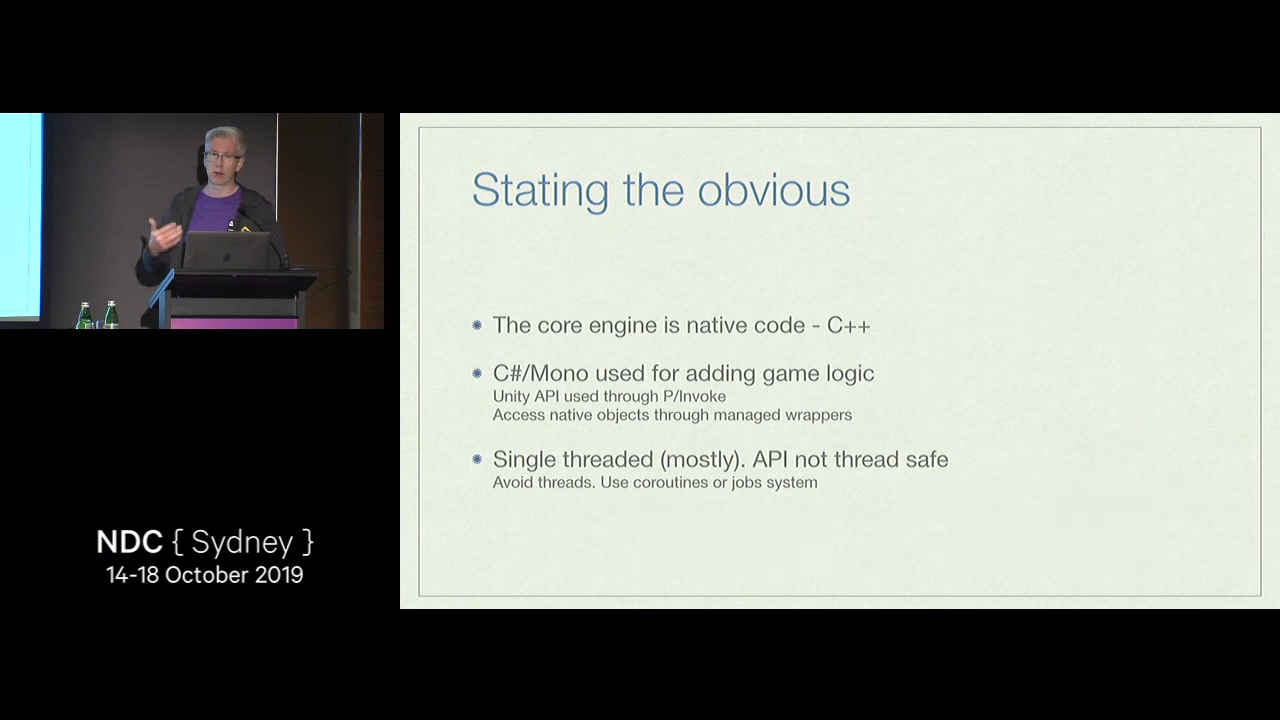 NDC { Sydney }
14-18 October 2019
Stating the obvious
The core engine is native code - C++
C#/Mono used for adding game logic
Unity API used through P/Invoke
Access native objects through managed wrappers
Single threaded (mostly). API not thread safe
Avoid threads. Use coroutines or jobs system